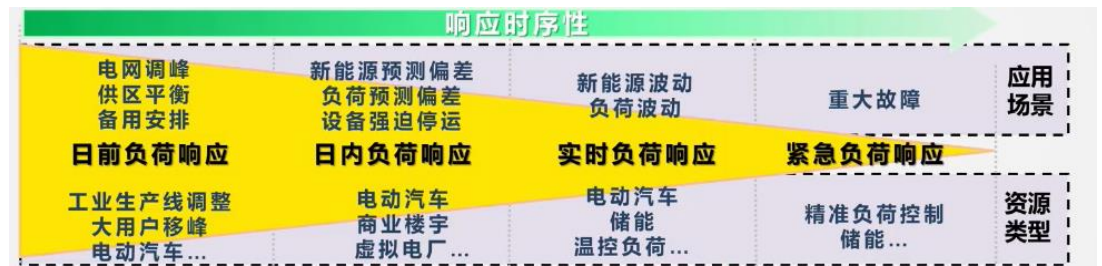 响应时序性
电网调峰
供区平衡
备用安排
新能源预测偏差
负荷预测偏差
设备强迫停运
新能源波动
负荷波动
重大故障
应用
场景
日前负荷响应
日内负荷响应
实时负荷响应
紧急负荷响应
工业生产线调整
大用户移峰
电动汽车...
电动汽车
商业楼宇
虚拟电厂...
电动汽车
储能
温控负荷...
精准负荷控制
储能...
资源
类型